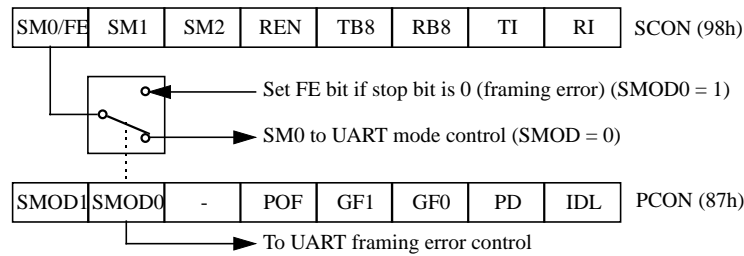 SM0/FE SM1 SM2 REN TB8 RB8 TI RI SCON (98h)
Set FE bit if stop bit is 0 (framing error) (SMOD0 = 1)
SM0 to UART mode control (SMOD = 0)
SMOD1 SMOD0 - POF GF1 GF0 PD IDL PCON (87h)
To UART framing error control